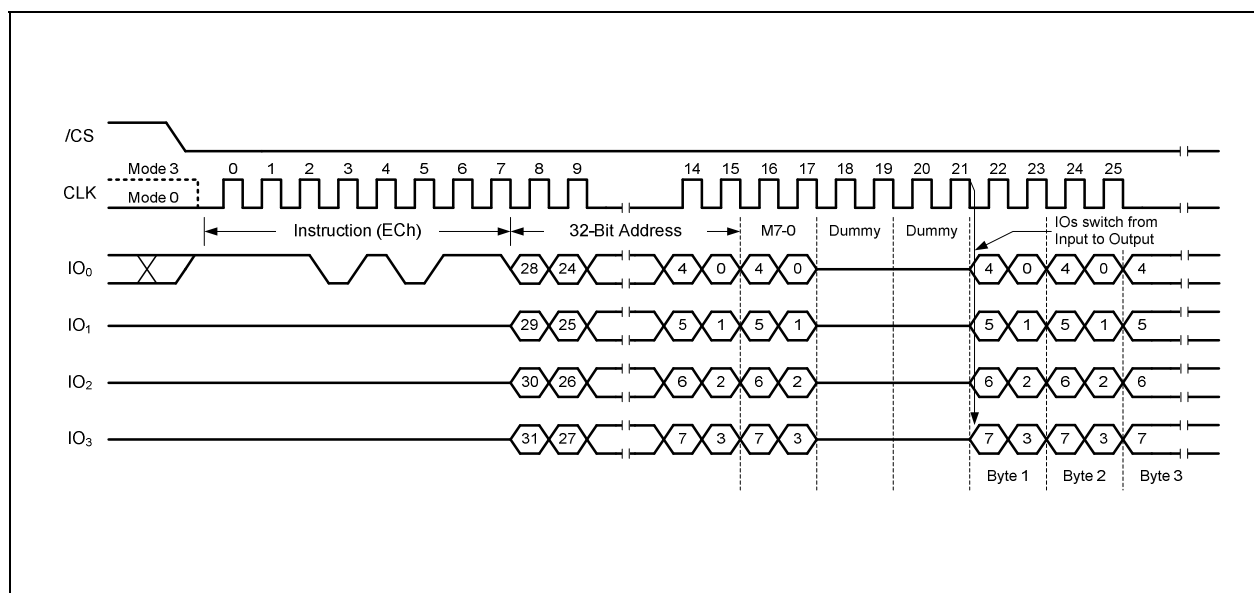 /CS
Mode 3
0 1 2 3 4 5 6 7 8 9 14 15 16 17 18 19 20 21 22 23 24 25
CLK
Mode 0
Instruction (ECh) 32-Bit Address M7-0 Dummy Dummy
IOs switch from
Input to Output
IO0 28 24 4 0 4 0 4 0 4 0 4
IO1 29 25 5 1 5 1 5 1 5 1 5
IO2 30 26 6 2 6 2 6 2 6 2 6
IO3 31 27 7 3 7 3 7 3 7 3 7
Byte 1 Byte 2 Byte 3